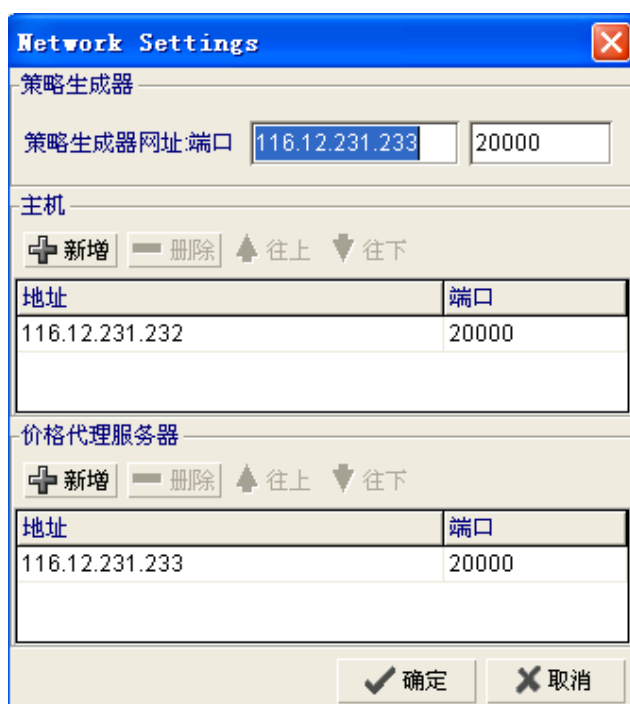 Network Settings
策略生成器
策略生成器网址:端口 116.12.231.233 20000
主机
新增 删除 往上 往下
地址 端口
116.12.231.232 20000
价格代理服务器
新增 删除 往上 往下
地址 端口
116.12.231.233 20000
确定 取消